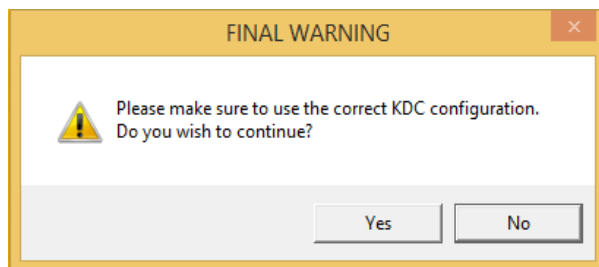 FINAL WARNING
Please make sure to use the correct KDC configuration.
Do you wish to continue?
Yes
No